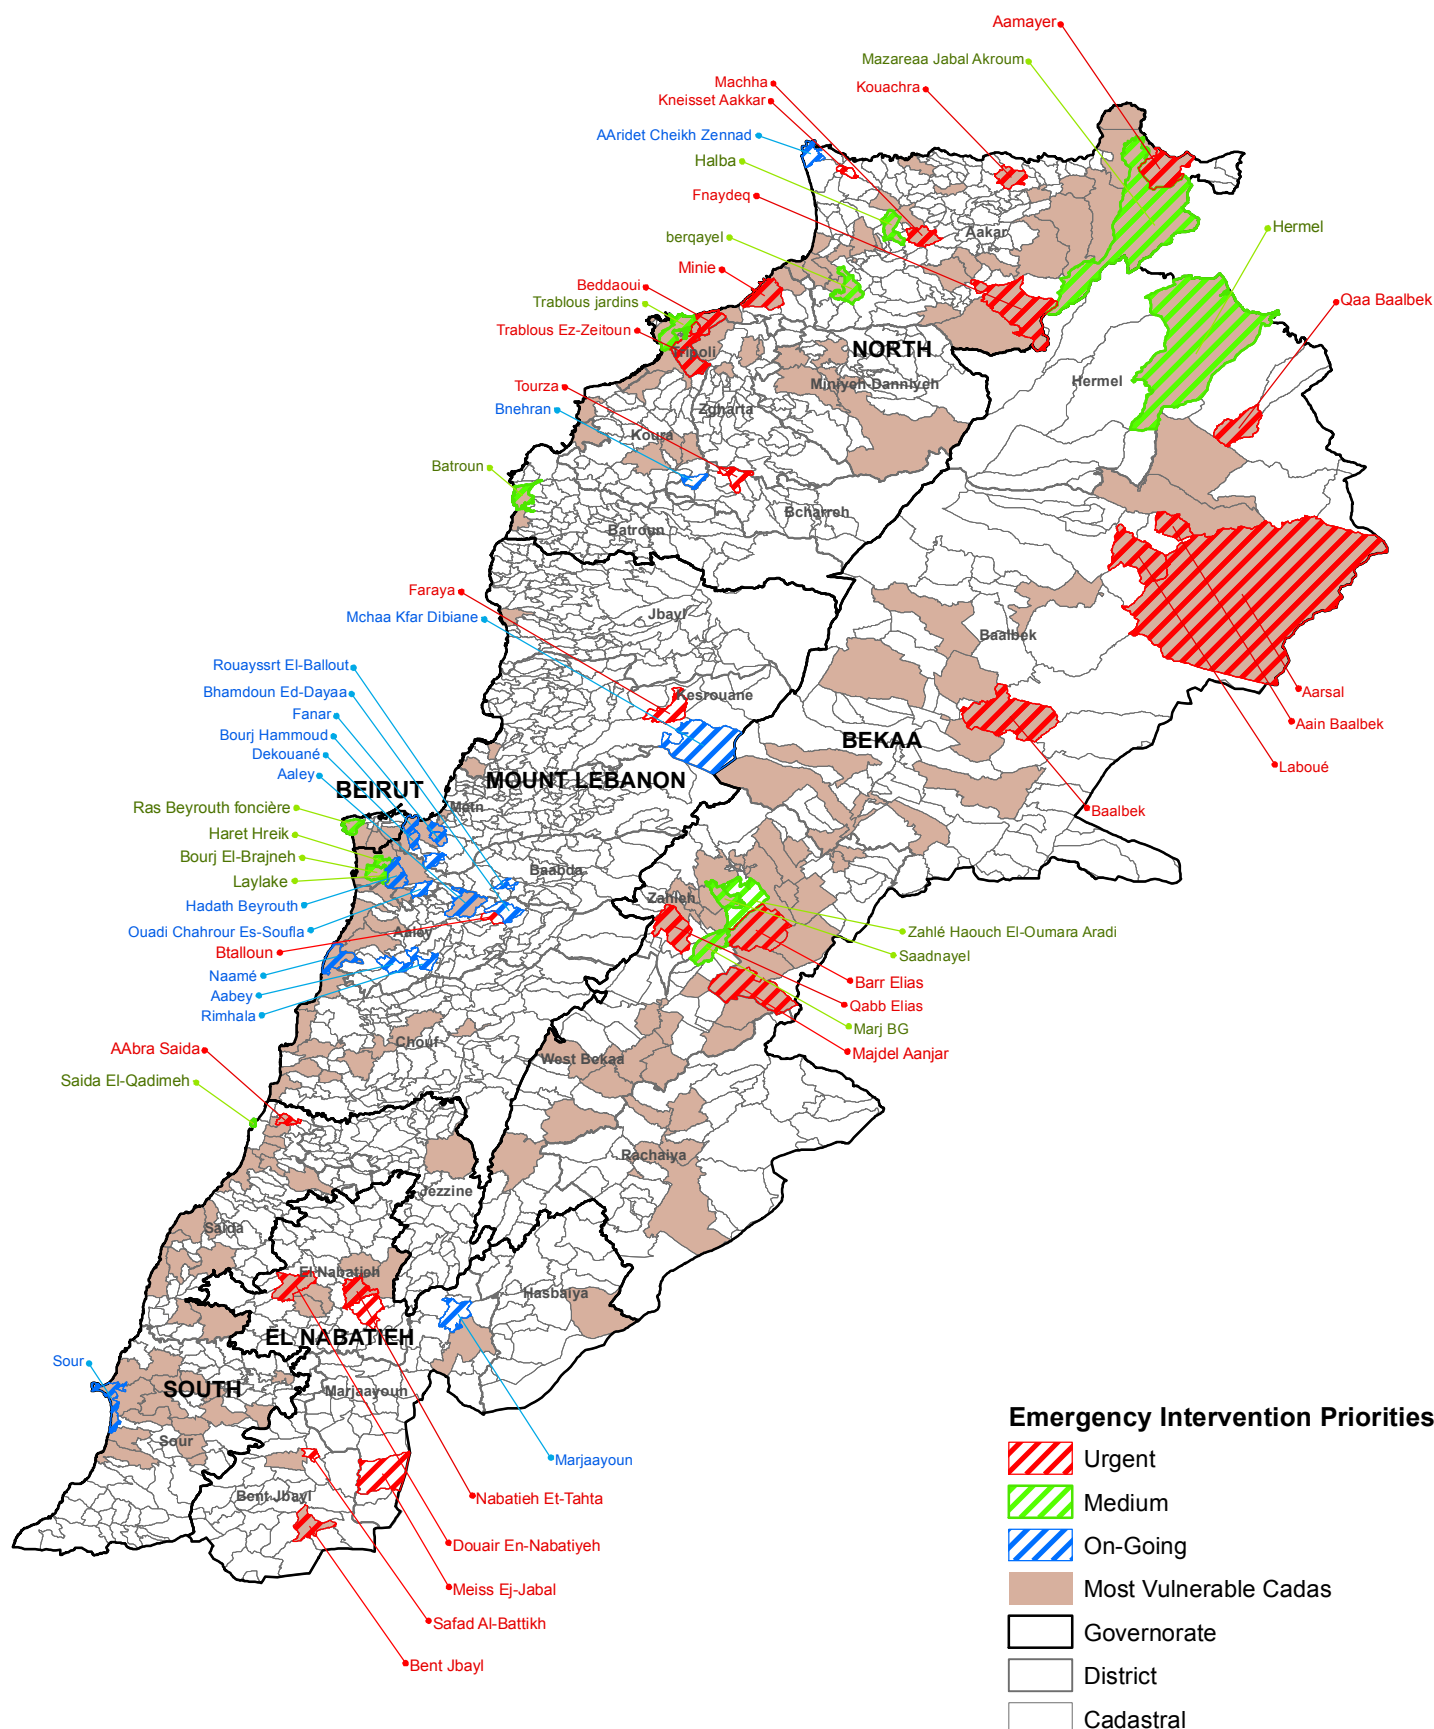 Aamayer
Mazareaa Jabal Akroum
Machha
Kouachra
Kneisset Aakkar
AAridet Cheikh Zennad
Halba
Fnaydeq
Aakar
Hermel
berqayel
Minie
Beddaoui
Trablous jardins
Qaa Baalbek
Trablous Ez-Zeitoun
NORTH
Tripoli
Hermel
Miniyeh-Danniyeh
Tourza
Bnehran
Zgharta
Koura
Batroun
Bcharreh
Batroun
Faraya
Mchaa Kfar Dibiane
Jbayl
Baalbek
Rouayssrt El-Ballout
Bhamdoun Ed-Dayaa
Kesrouane
Aarsal
Fanar
Aain Baalbek
Bourj Hammoud
BEKAA
Dekouané
Laboué
Aaley
MOUNT LEBANON
BEIRUT
Ras Beyrouth foncière
Matn
Baalbek
Haret Hreik
Bourj El-Brajneh
Baabda
Laylake
Zahleh
Hadath Beyrouth
Ouadi Chahrour Es-Soufla
Aaley
Zahlé Haouch El-Oumara Aradi
Btalloun
Saadnayel
Naamé
Barr Elias
Aabey
Qabb Elias
Rimhala
Marj BG
Chouf
AAbra Saida
Majdel Aanjar
West Bekaa
Saida El-Qadimeh
Rachaiya
Jezzine
Saida
El Nabatieh
Hasbaiya
EL NABATIEH
Sour
SOUTH
Marjaayoun
Sour
Marjaayoun
Bent Jbayl
Nabatieh Et-Tahta
Douair En-Nabatiyeh
Meiss Ej-Jabal
Safad Al-Battikh
Bent Jbayl
Emergency Intervention Priorities
Urgent
Medium
On-Going
Most Vulnerable Cadas
Governorate
District
Cadastral